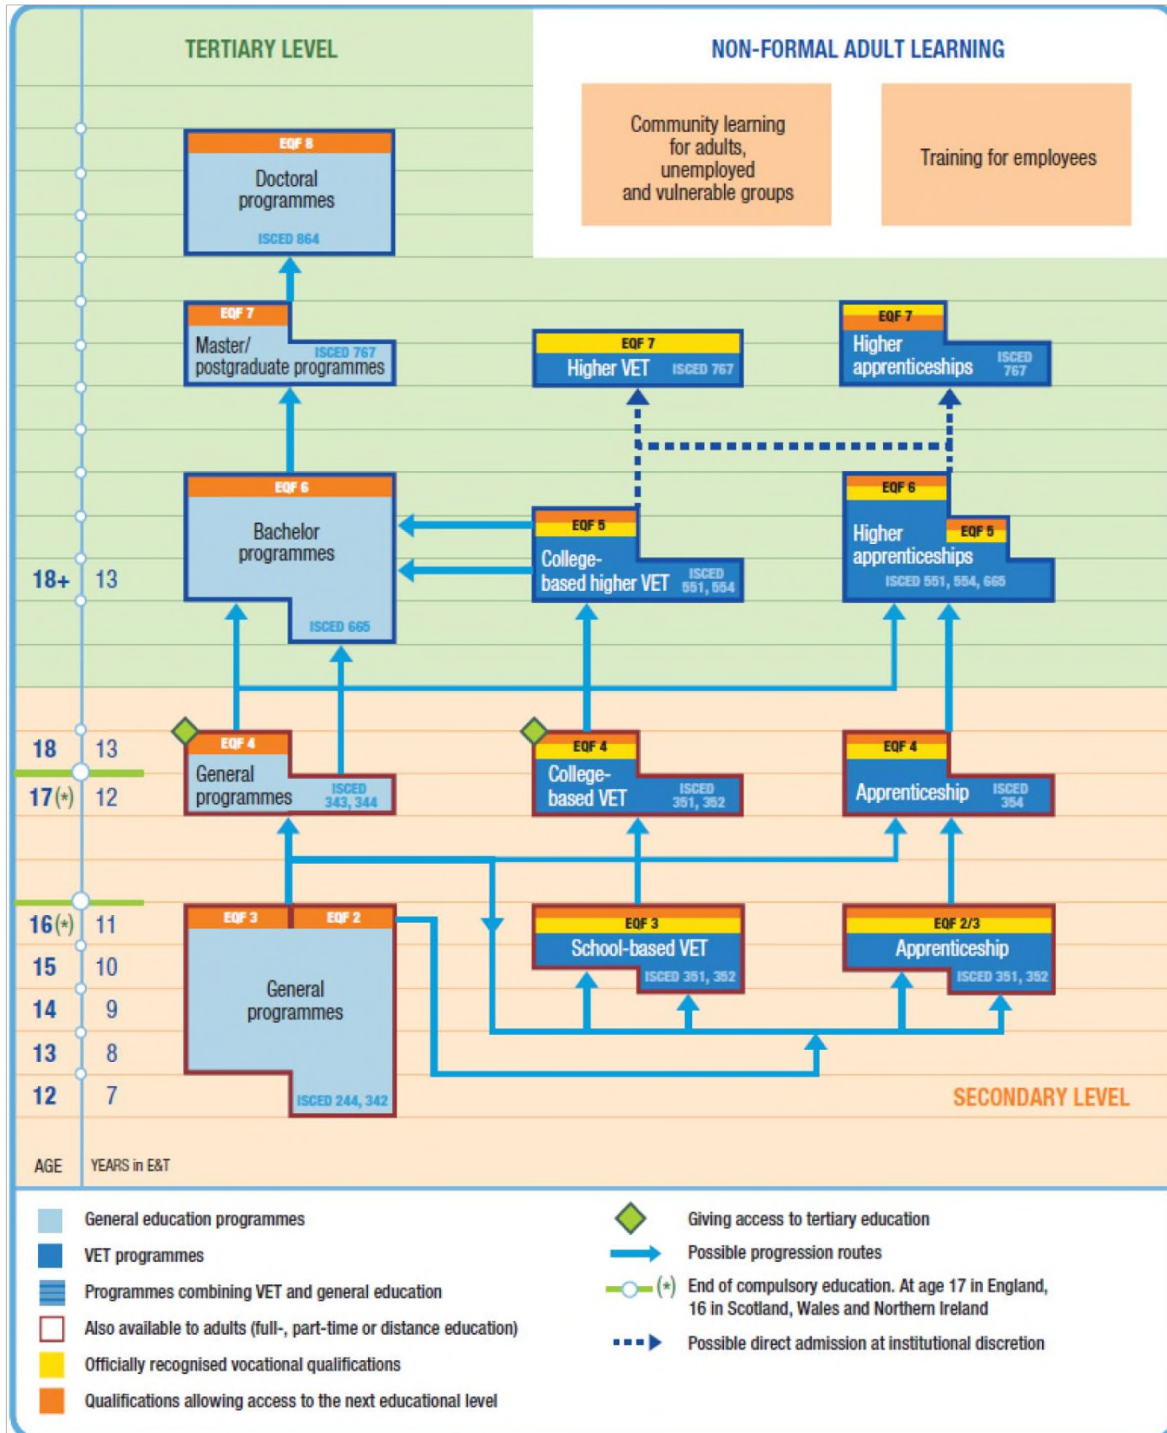 TERTIARY LEVEL
NON-FORMAL ADULT LEARNING
Community learning
for adults,
unemployed
and vulnerable groups
Training for employees
EQF 8
Doctoral
programmes
ISCED 864
EQF 7
Master/
postgraduate programmes
ISCED 767
EQF 7
Higher VET
ISCED 767
EQF 7
Higher
apprenticeships
ISCED
767
EQF 6
Bachelor
programmes
ISCED 665
EQF 5
College-
based higher VET
ISCED
551, 554
EQF 6
EQF 5
Higher
apprenticeships
ISCED 551, 554, 665
18+ 13
18 13
17 (*) 12
EQF 4
General
programmes
ISCED
343, 344
EQF 4
College-
based VET
ISCED
351, 352
EQF 4
Apprenticeship
ISCED
354
16 (*) 11
15 10
14 9
13 8
12 7
EQF 3
EQF 2
General
programmes
ISCED 244, 342
EQF 3
School-based VET
ISCED 351, 352
EQF 2/3
Apprenticeship
ISCED 351, 352
SECONDARY LEVEL
AGE
YEARS in E&T
General education programmes
VET programmes
Programmes combining VET and general education
Also available to adults (full-, part-time or distance education)
Officially recognised vocational qualifications
Qualifications allowing access to the next educational level
Giving access to tertiary education
Possible progression routes
(*) End of compulsory education. At age 17 in England,
16 in Scotland, Wales and Northern Ireland
Possible direct admission at institutional discretion